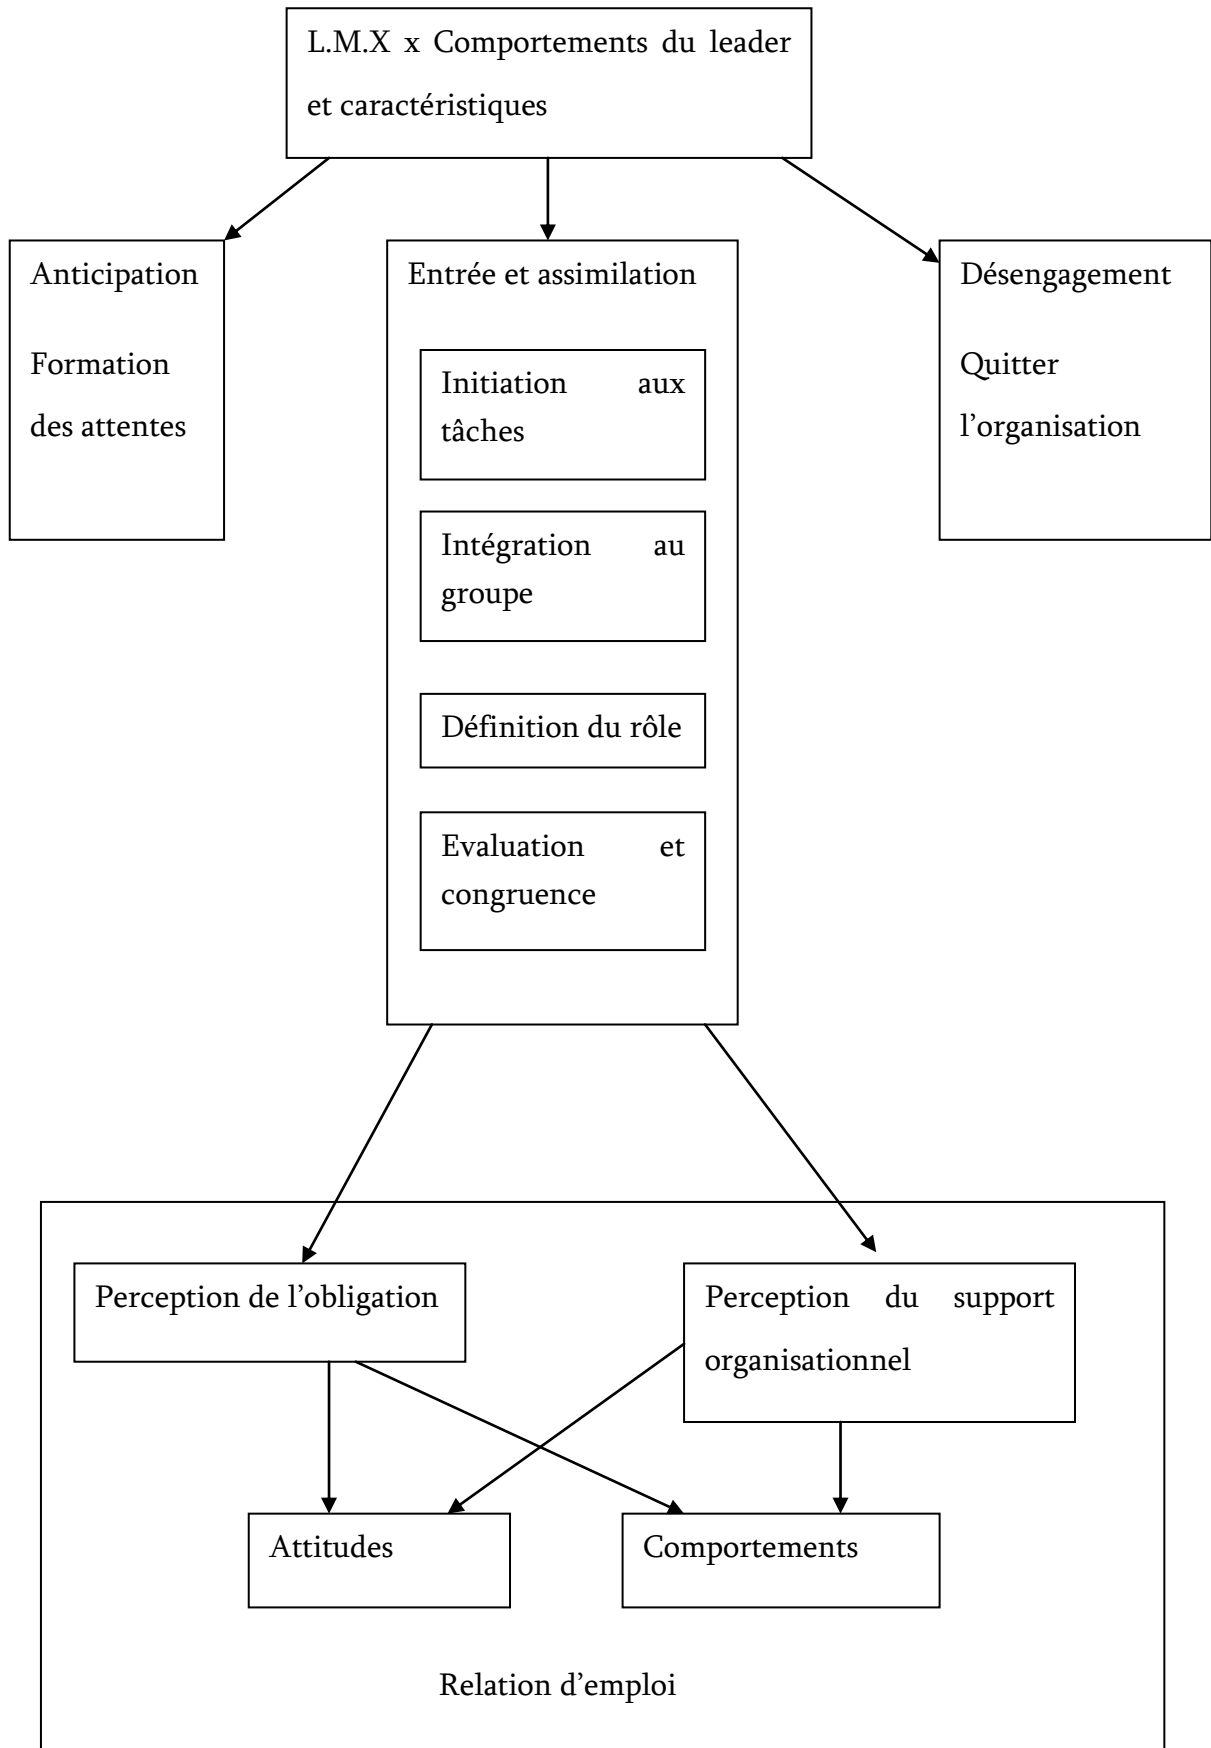 L.M.X x Comportements du leader
et caractéristiques
Anticipation
Formation
des attentes
Entrée et assimilation
Initiation aux
tâches
Intégration au
groupe
Définition du rôle
Evaluation et
congruence
Désengagement
Quitter
l’organisation
Perception de l’obligation
Perception du support
organisationnel
Attitudes
Comportements
Relation d’emploi